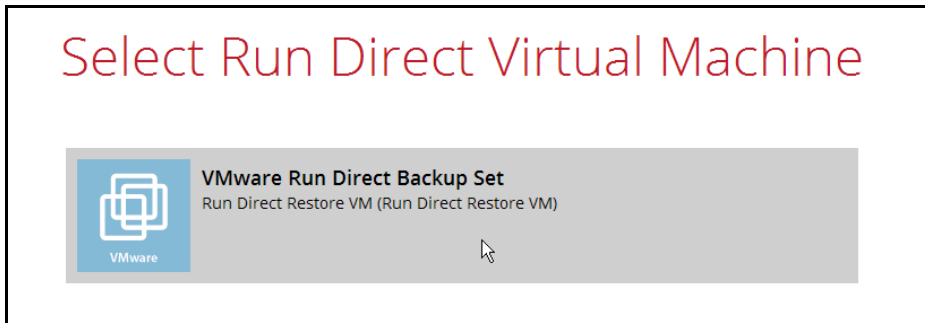 Select Run Direct Virtual Machine
VMware Run Direct Backup Set
Run Direct Restore VM (Run Direct Restore VM)
VMware